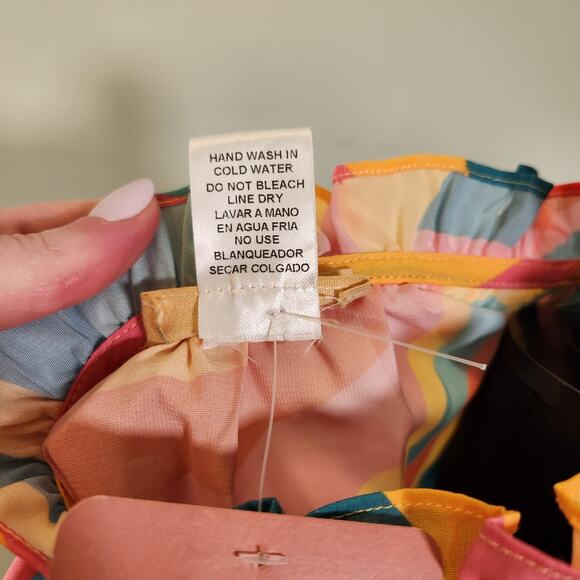 HAND WASH IN
COLD WATER
DO NOT BLEACH
LINE DRY
LAVAR A MANO
EN AGUA FRIA
NO USE
BLANQUEADOR
SECAR COLGADO